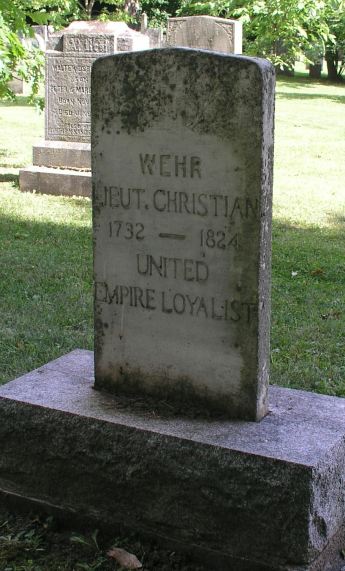 WEHR
LIEUT. CHRISTIAN
1732 — 1824
UNITED
EMPIRE LOYALIST